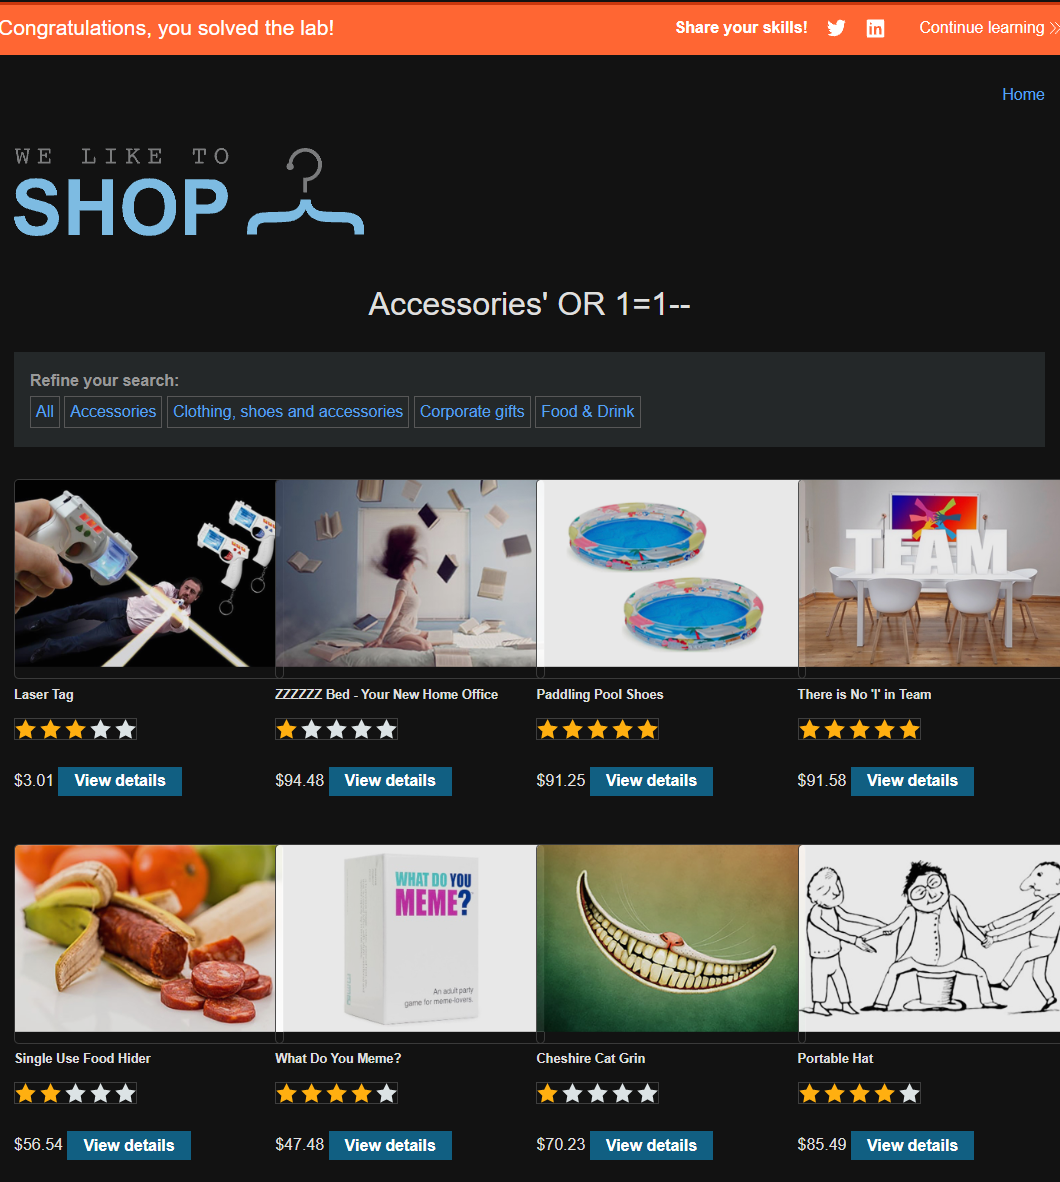 Congratulations, you solved the lab!
Share your skills!
Continue learning
Home
WE LIKE TO
SHOP
Accessories' OR 1=1--
Refine your search:
All Accessories Clothing, shoes and accessories Corporate gifts Food & Drink
TEAM
Laser Tag
ZZZZZZ Bed - Your New Home Office
Paddling Pool Shoes
There is No 'I' in Team
$3.01 View details
$94.48 View details
$91.25 View details
$91.58 View details
WHAT DO YOU
MEME?
An adult party
game for meme-lovers.
Single Use Food Hider
What Do You Meme?
Cheshire Cat Grin
Portable Hat
$56.54 View details
$47.48 View details
$70.23 View details
$85.49 View details